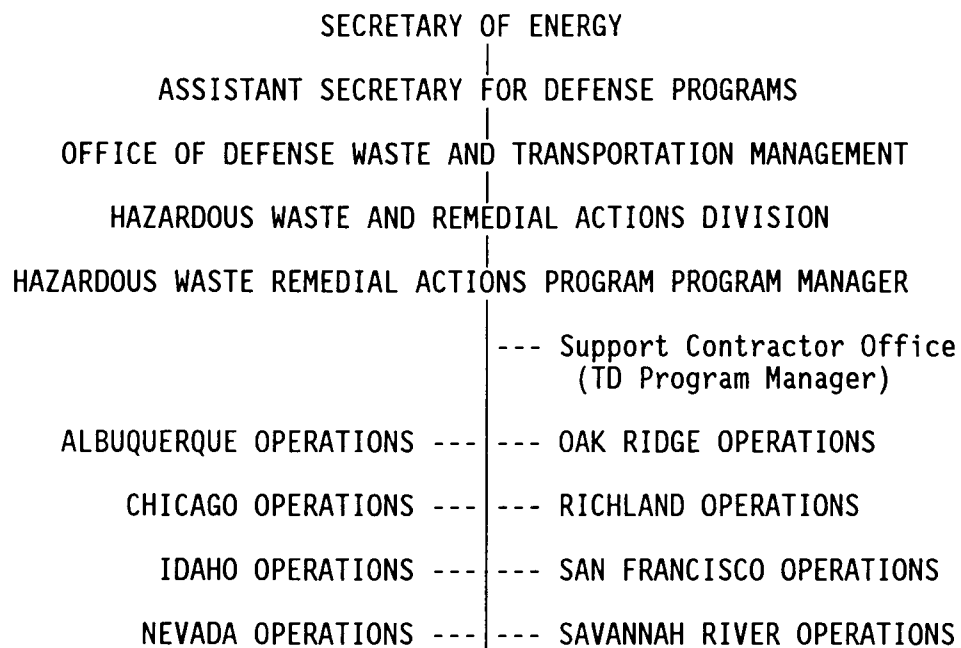 SECRETARY OF ENERGY
ASSISTANT SECRETARY FOR DEFENSE PROGRAMS
OFFICE OF DEFENSE WASTE AND TRANSPORTATION MANAGEMENT
HAZARDOUS WASTE AND REMEDIAL ACTIONS DIVISION
HAZARDOUS WASTE REMEDIAL ACTIONS PROGRAM PROGRAM MANAGER
--- Support Contractor Office
(TD Program Manager)
ALBUQUERQUE OPERATIONS --- --- OAK RIDGE OPERATIONS
CHICAGO OPERATIONS --- --- RICHLAND OPERATIONS
IDAHO OPERATIONS --- --- SAN FRANCISCO OPERATIONS
NEVADA OPERATIONS --- --- SAVANNAH RIVER OPERATIONS